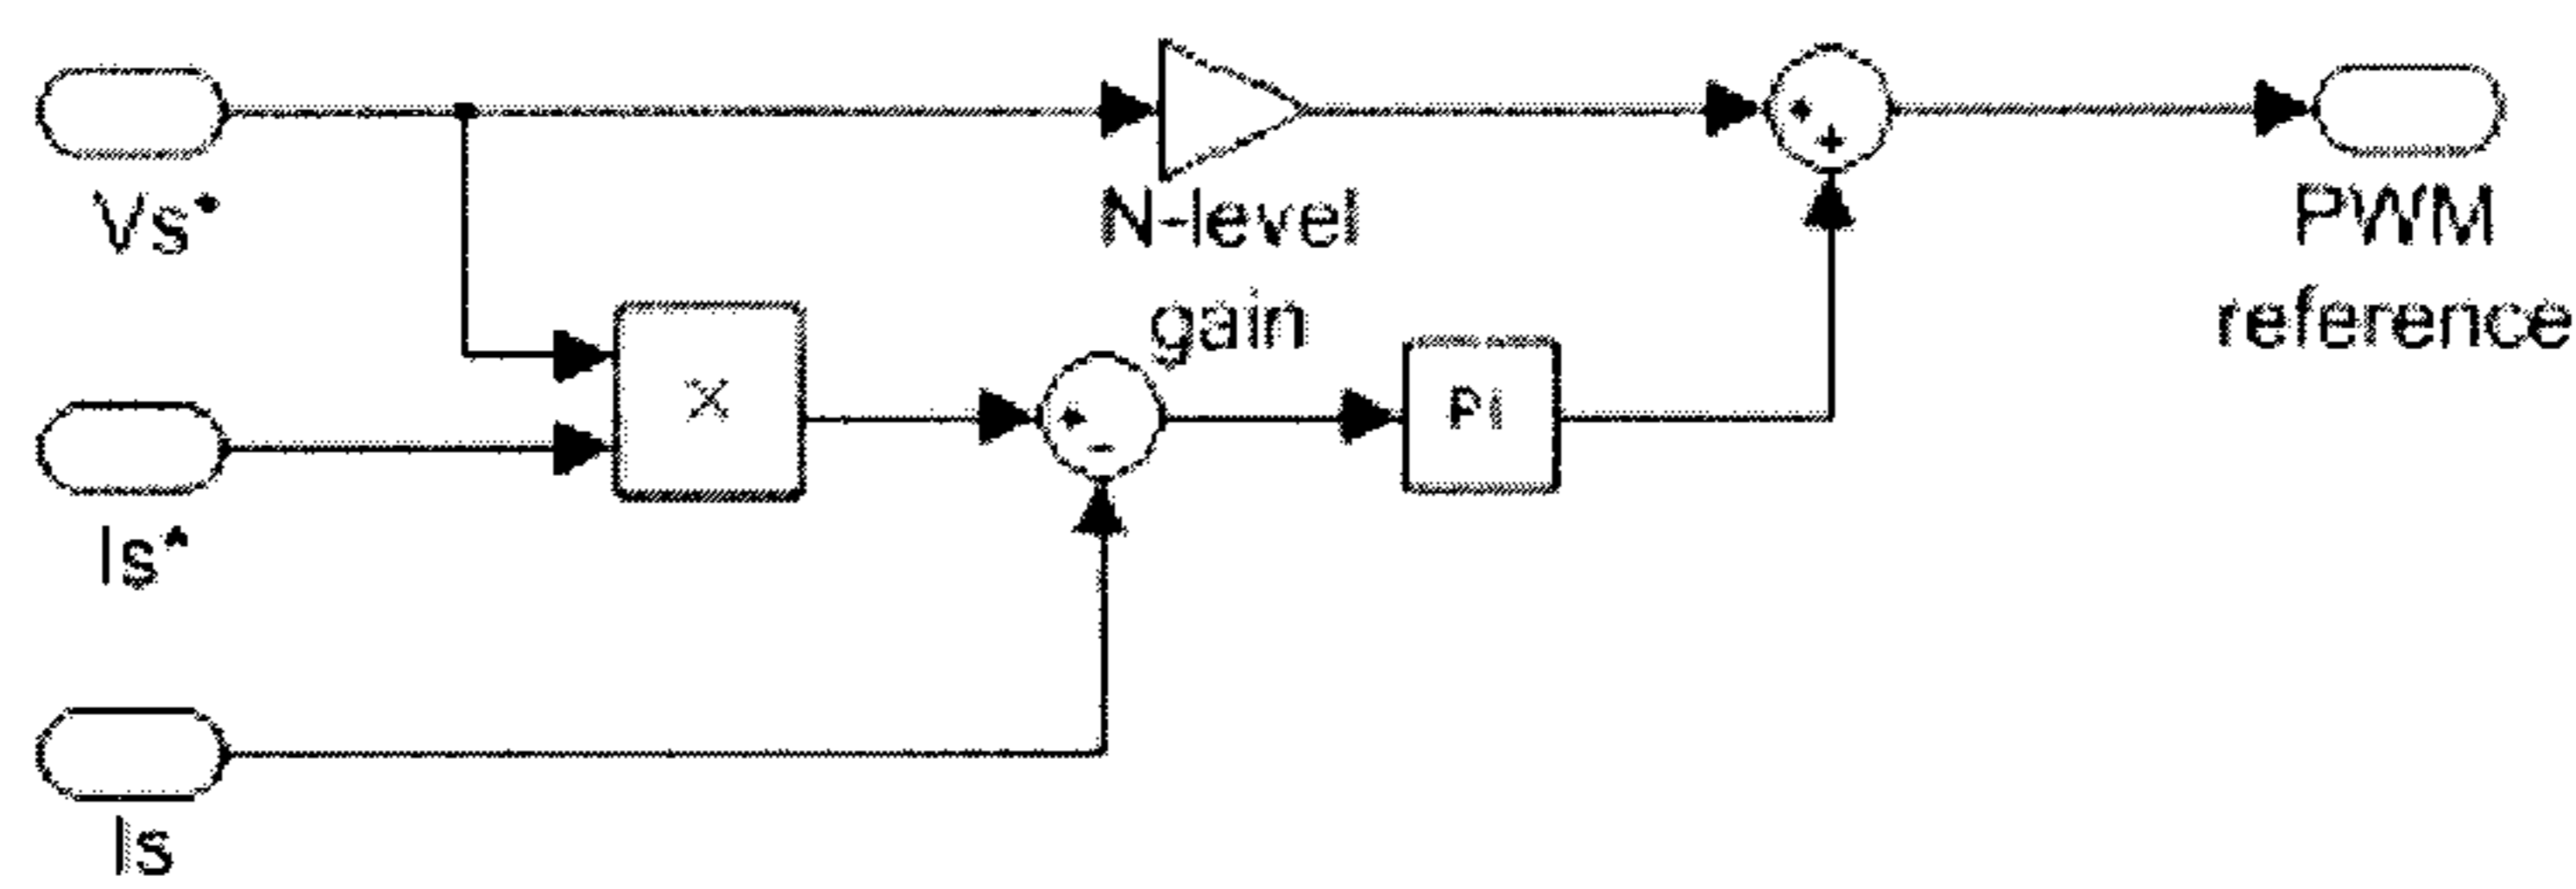 Vs*
N-level
gain
+
+
PWM
reference
X
+
-
PI
Is*
Is